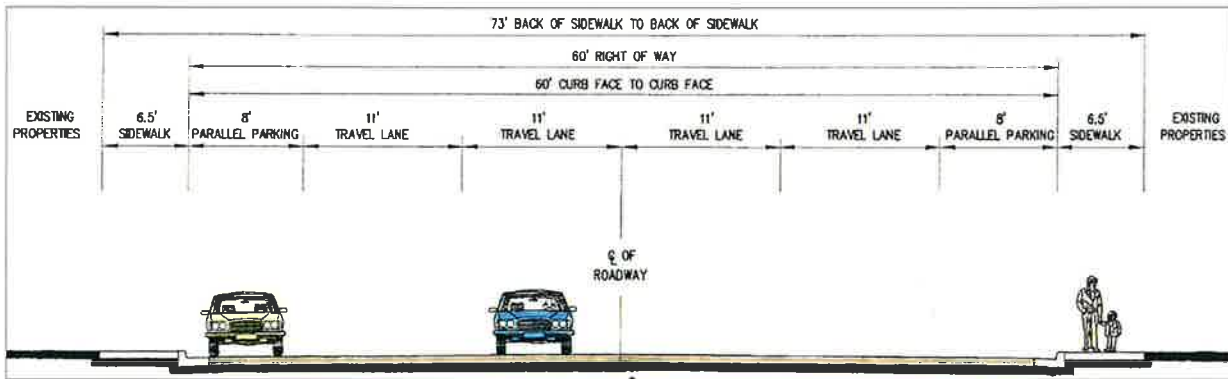 73' BACK OF SIDEWALK TO BACK OF SIDEWALK
60' RIGHT OF WAY
60' CURB FACE TO CURB FACE
EXISTING
PROPERTIES
6.5'
SIDEWALK
8'
PARALLEL PARKING
11'
TRAVEL LANE
11'
TRAVEL LANE
11'
TRAVEL LANE
11'
TRAVEL LANE
8'
PARALLEL PARKING
6.5'
SIDEWALK
EXISTING
PROPERTIES
℄ OF
ROADWAY